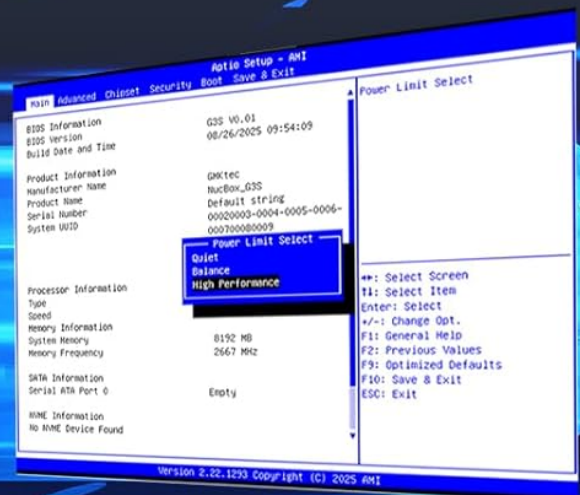 Aptio Setup - AMI
Main Advanced Chipset Security Boot Save & Exit
BIOS Information
BIOS Version G3S V0.01
Build Date and Time 08/26/2025 09:54:09
Product Information
Manufacturer Name GMKtec
Product Name NucBox_G3S
Serial Number Default string
System UUID 00020003-0004-0005-0006-
000700080009
Power Limit Select
Quiet
Balance
High Performance
Processor Information
Type
Speed
Memory Information
System Memory 8192 MB
Memory Frequency 2667 MHz
SATA Information
Serial ATA Port 0 Empty
NVME Information
No NVME Device Found
Power Limit Select
↔: Select Screen
↑↓: Select Item
Enter: Select
+/-: Change Opt.
F1: General Help
F2: Previous Values
F9: Optimized Defaults
F10: Save & Exit
ESC: Exit
Version 2.22.1293 Copyright (C) 2025 AMI